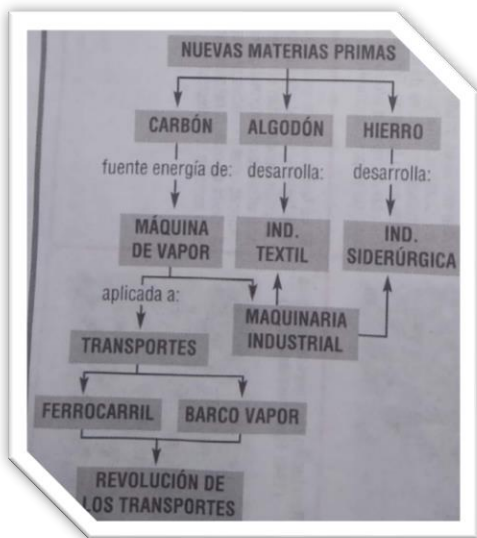 NUEVAS MATERIAS PRIMAS
CARBÓN
ALGODÓN
HIERRO
fuente energía de:
desarrolla:
desarrolla:
MÁQUINA
DE VAPOR
IND.
TEXTIL
IND.
SIDERÚRGICA
aplicada a:
MAQUINARIA
INDUSTRIAL
TRANSPORTES
FERROCARRIL
BARCO VAPOR
REVOLUCIÓN DE
LOS TRANSPORTES